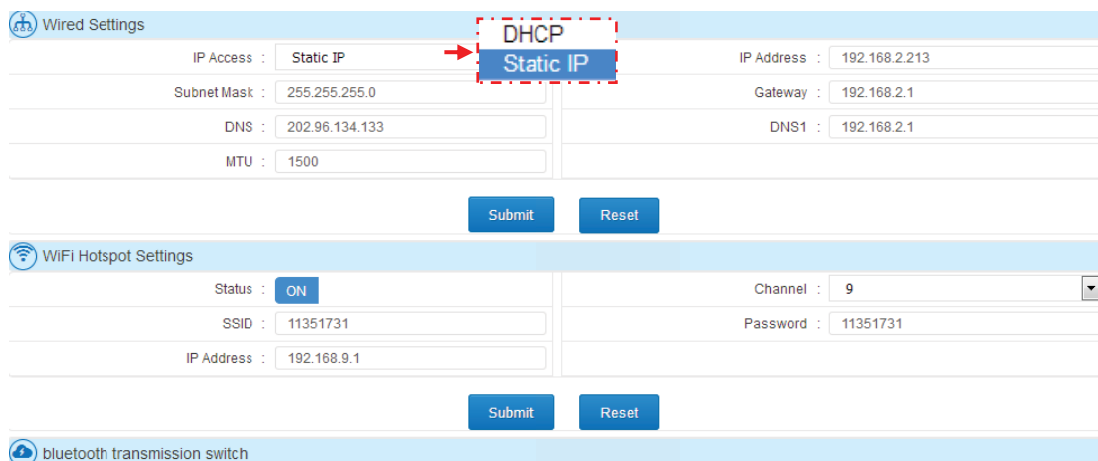 Wired Settings
DHCP
Static IP
IP Access : Static IP
IP Address : 192.168.2.213
Subnet Mask : 255.255.255.0
Gateway : 192.168.2.1
DNS : 202.96.134.133
DNS1 : 192.168.2.1
MTU : 1500
Submit Reset
WiFi Hotspot Settings
Status : ON
Channel : 9
SSID : 11351731
Password : 11351731
IP Address : 192.168.9.1
Submit Reset
bluetooth transmission switch